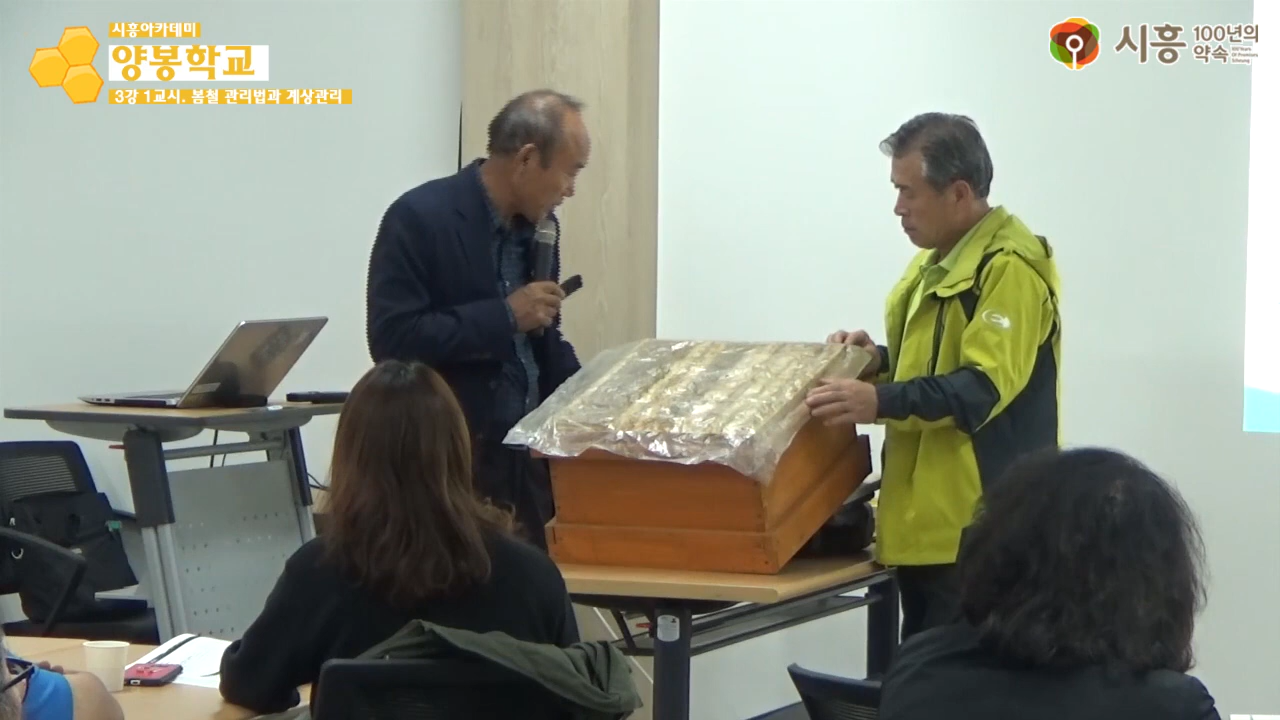 시흥아카데미
양봉학교
3강 1교시. 봄철 관리법과 계상관리
시흥 100년의
약속